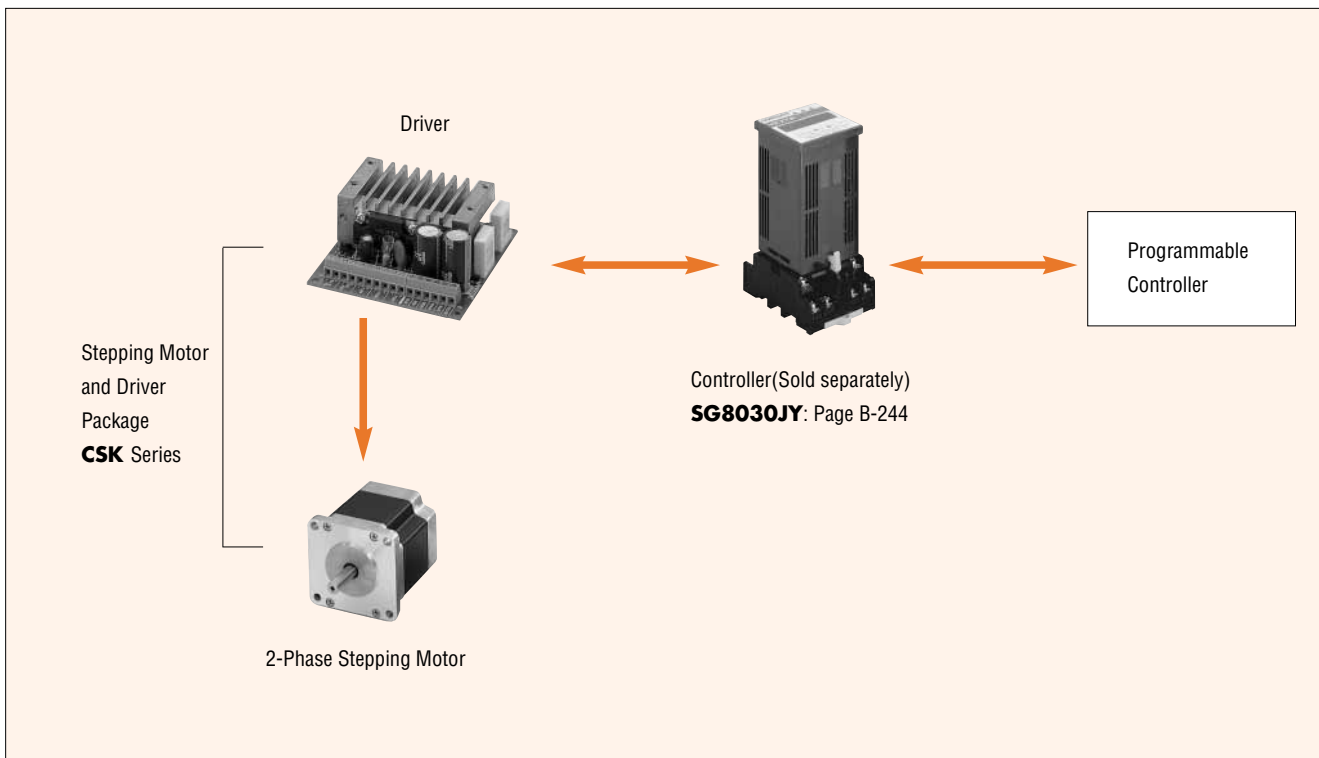 Driver
Programmable
Controller
Stepping Motor
and Driver
Package
CSK Series
Controller(Sold separately)
SG8030JY: Page B-244
2-Phase Stepping Motor